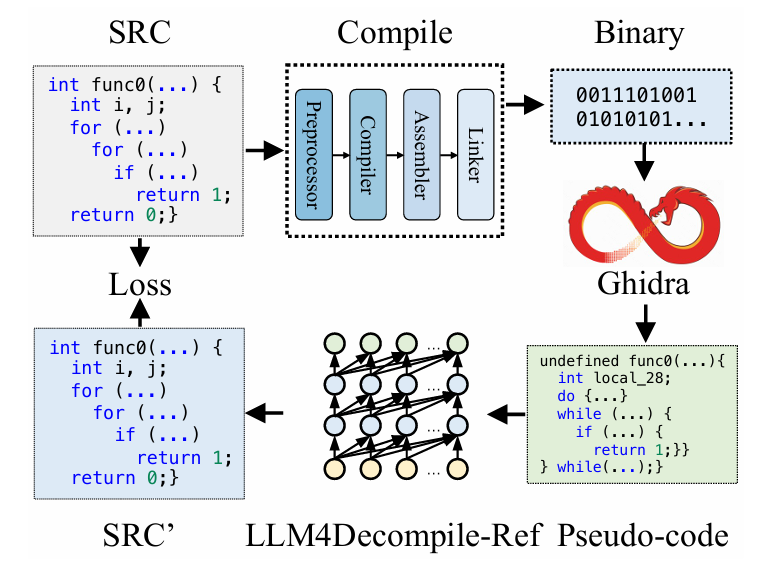 SRC
Compile
Binary
int func0(...) {
int i, j;
for (...)
for (...)
if (...)
return 1;
return 0;}
Preprocessor
Compiler
Assembler
Linker
0011101001
01010101...
Ghidra
Loss
int func0(...) {
int i, j;
for (...)
for (...)
if (...)
return 1;
return 0;}
...
...
...
...
undefined func0(...){
int local_28;
do {...}
while (...) {
if (...) {
return 1;}}
} while(...);}
SRC’
LLM4Decompile-Ref
Pseudo-code